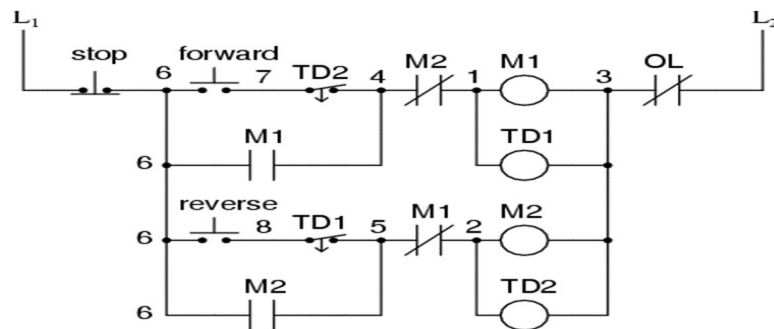 L1 L2
stop forward M2 M1 OL
6 7 TD2 4 1 3
M1 TD1
6
reverse M1 M2
6 8 TD1 5 2
M2 TD2
6